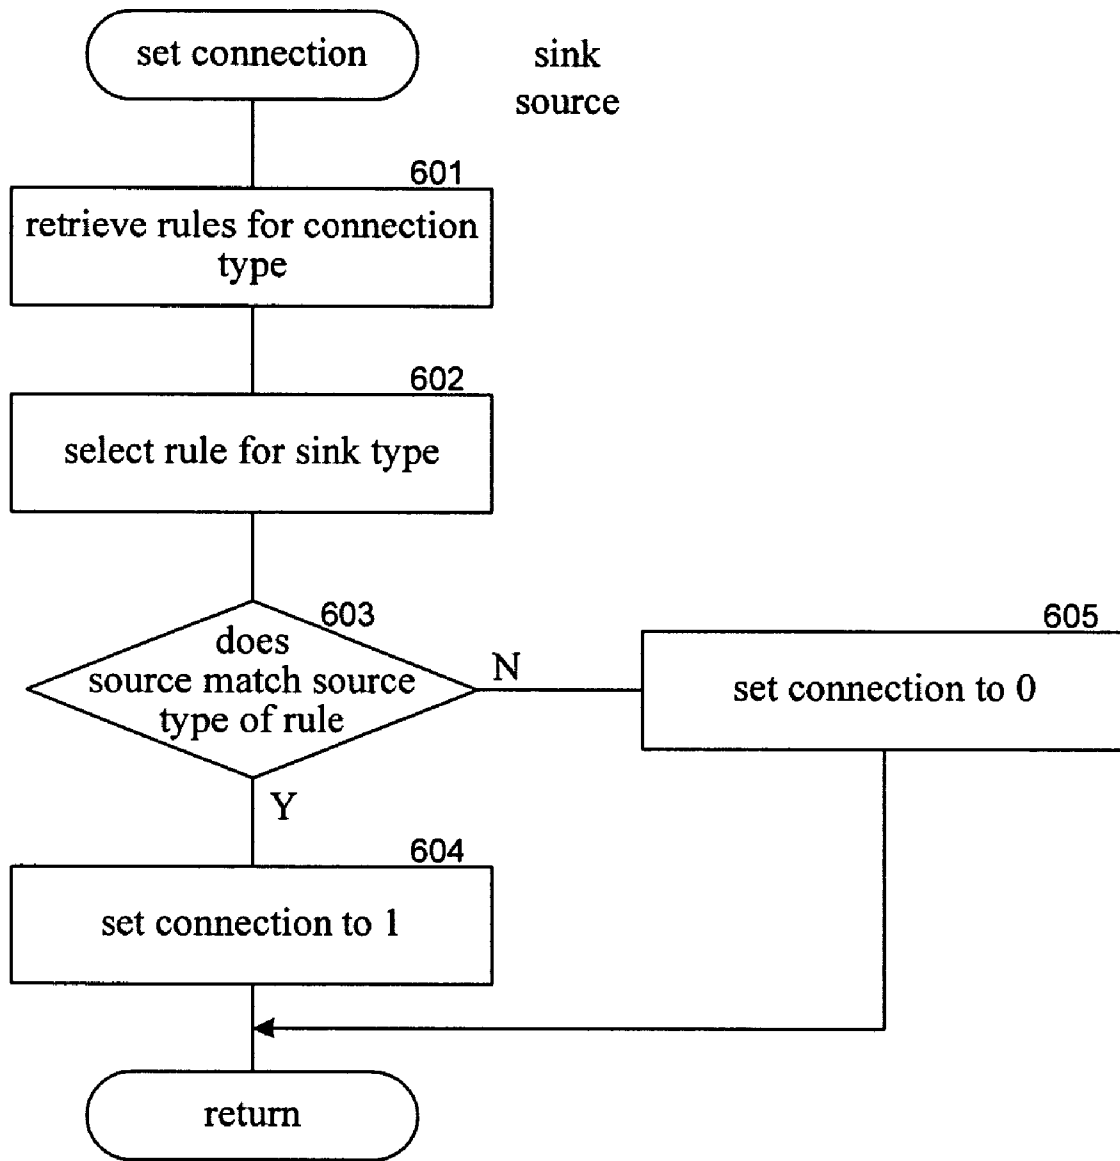 set connection
sink
source
601
retrieve rules for connection
type
602
select rule for sink type
603
does
source match source
type of rule
N
605
set connection to 0
Y
604
set connection to 1
return